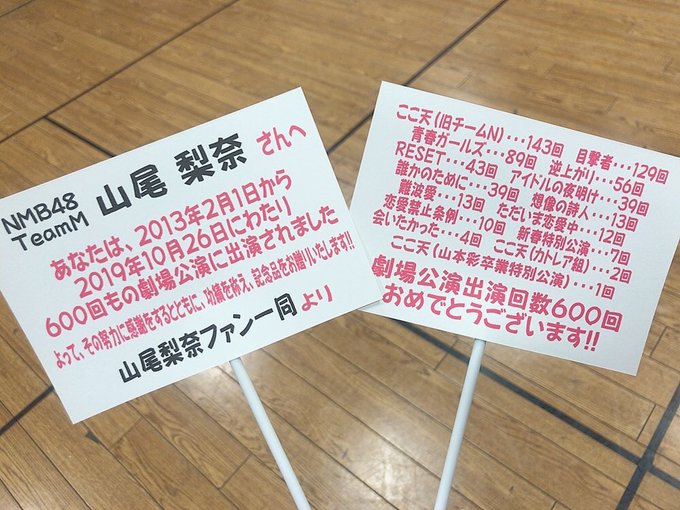 NMB48
TeamM 山尾 梨奈 さんへ
あなたは、2013年2月1日から
2019年10月26日にわたり
600回もの劇場公演に出演されました
よって、その努力に感謝をするとともに、功績を称え、記念品をお贈りいたします!!
山尾梨奈ファン一同より
ここ天(旧チームN)・・・143回 目撃者・・・129回
青春ガールズ・・・89回 逆上がり・・・56回
RESET・・・43回 アイドルの夜明け・・・39回
誰かのために・・・39回 想像の詩人・・・13回
難波愛・・・13回 ただいま恋愛中・・・12回
恋愛禁止条例・・・10回 新春特別公演・・・7回
会いたかった・・・4回 ここ天(カトレア組)・・・2回
ここ天(山本彩卒業特別公演)・・・1回
劇場公演出演回数600回
おめでとうございます!!